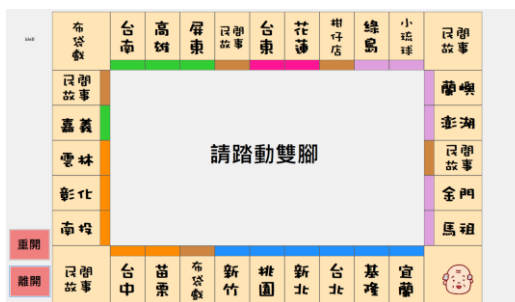 布袋戲
台南
高雄
屏東
民間故事
台東
花蓮
柑仔店
綠島
小琉球
民間故事
民間故事
蘭嶼
嘉義
澎湖
雲林
請踏動雙腳
民間故事
彰化
金門
南投
馬祖
重開
離開
民間故事
台中
苗栗
布袋戲
新竹
桃園
新北
台北
基隆
宜蘭